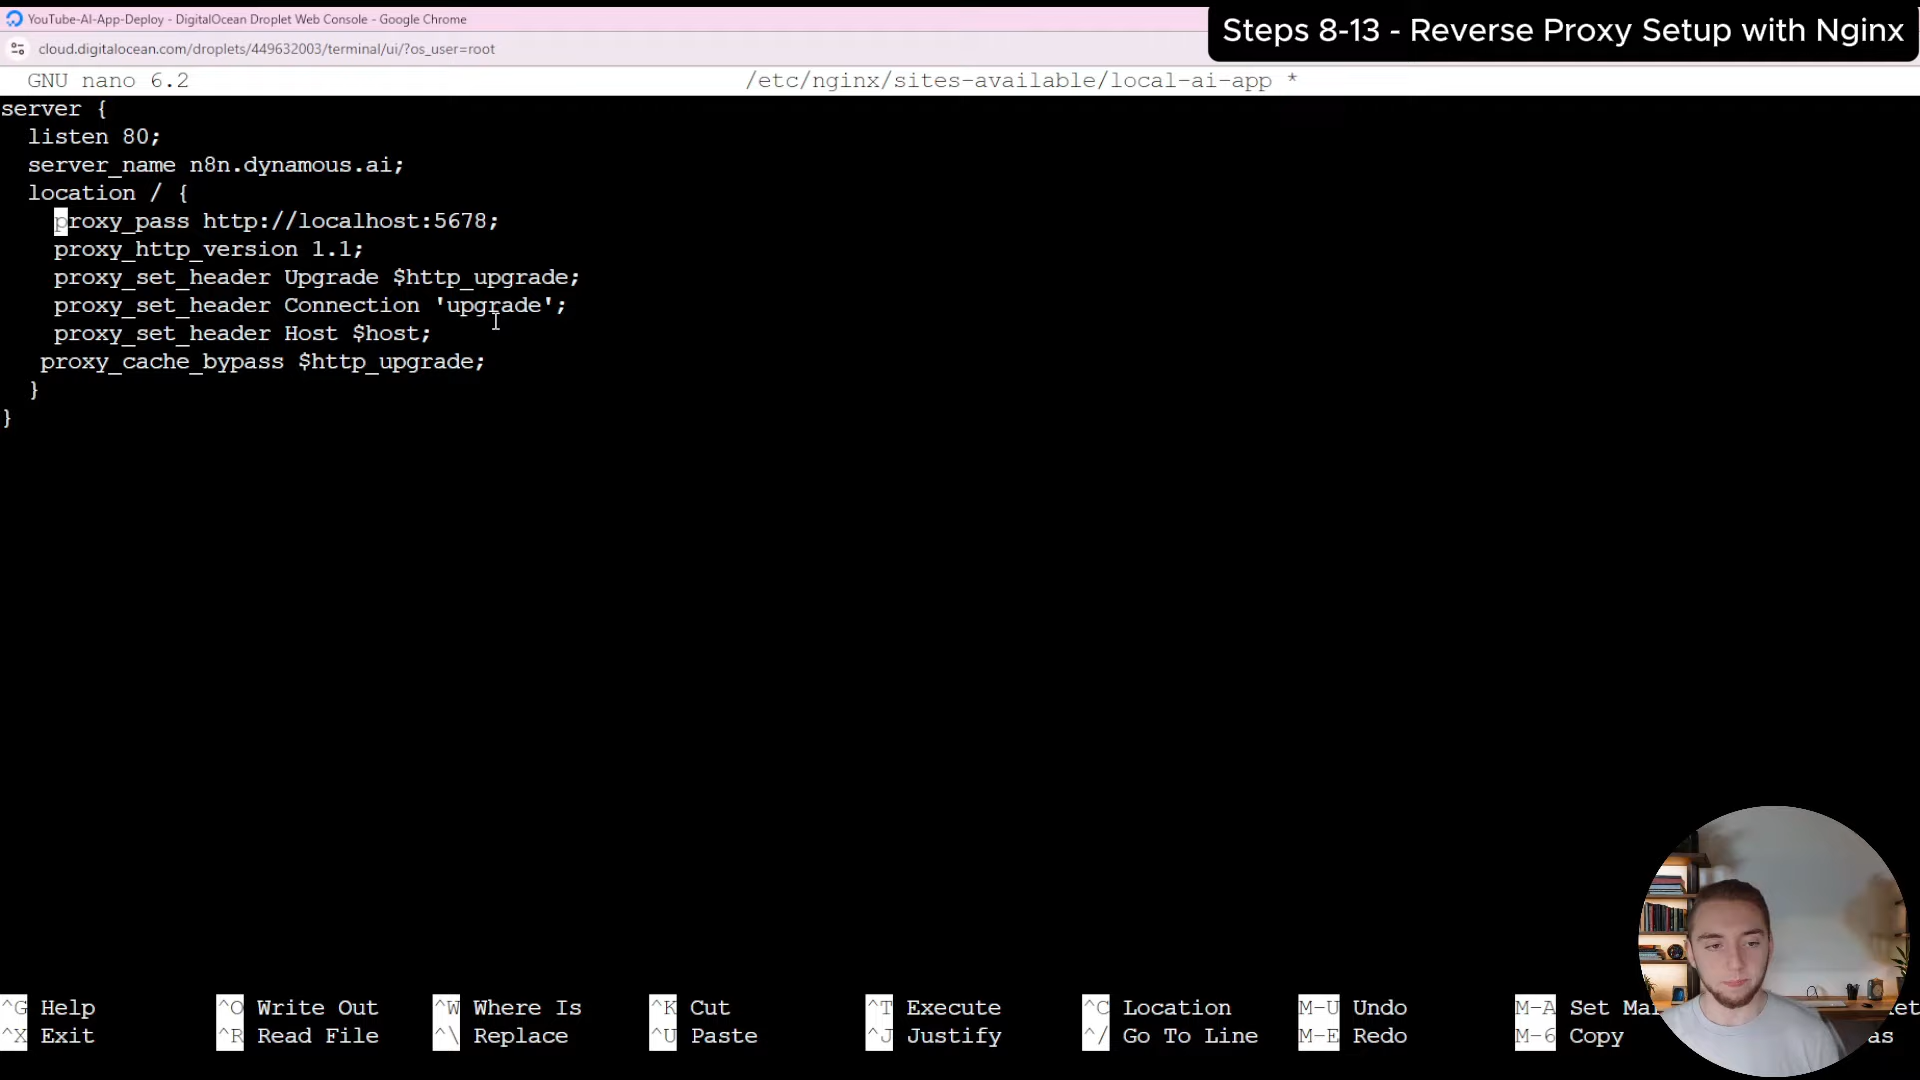 YouTube-AI-App-Deploy - DigitalOcean Droplet Web Console - Google Chrome
Steps 8-13 - Reverse Proxy Setup with Nginx
cloud.digitalocean.com/droplets/449632003/terminal/ui/?os_user=root
GNU nano 6.2 /etc/nginx/sites-available/local-ai-app *
server {
  listen 80;
  server_name n8n.dynamous.ai;
  location / {
    proxy_pass http://localhost:5678;
    proxy_http_version 1.1;
    proxy_set_header Upgrade $http_upgrade;
    proxy_set_header Connection 'upgrade';
    proxy_set_header Host $host;
   proxy_cache_bypass $http_upgrade;
  }
}
^G Help ^O Write Out ^W Where Is ^K Cut ^T Execute ^C Location M-U Undo M-A Set
^X Exit ^R Read File ^\ Replace ^U Paste ^J Justify ^/ Go To Line M-E Redo M-6 Copy